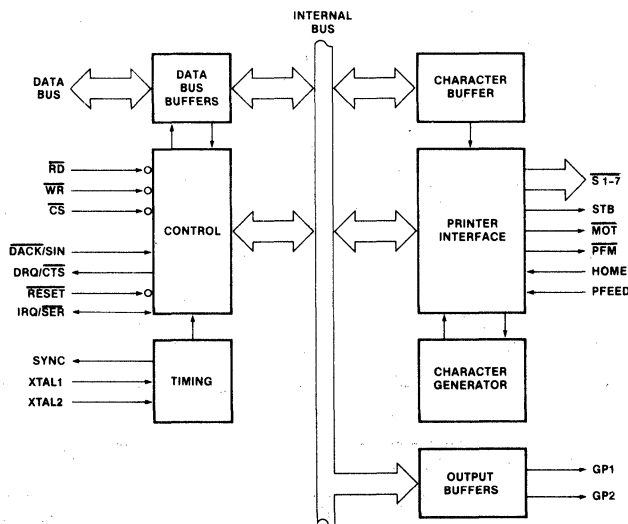 INTERNAL
BUS
DATA
BUS
DATA
BUS
BUFFERS
CHARACTER
BUFFER
RD
WR
CS
DACK/SIN
DRQ/CTS
RESET
IRQ/SER
CONTROL
PRINTER
INTERFACE
S 1-7
STB
MOT
PFM
HOME
PFEED
SYNC
XTAL1
XTAL2
TIMING
CHARACTER
GENERATOR
OUTPUT
BUFFERS
GP1
GP2